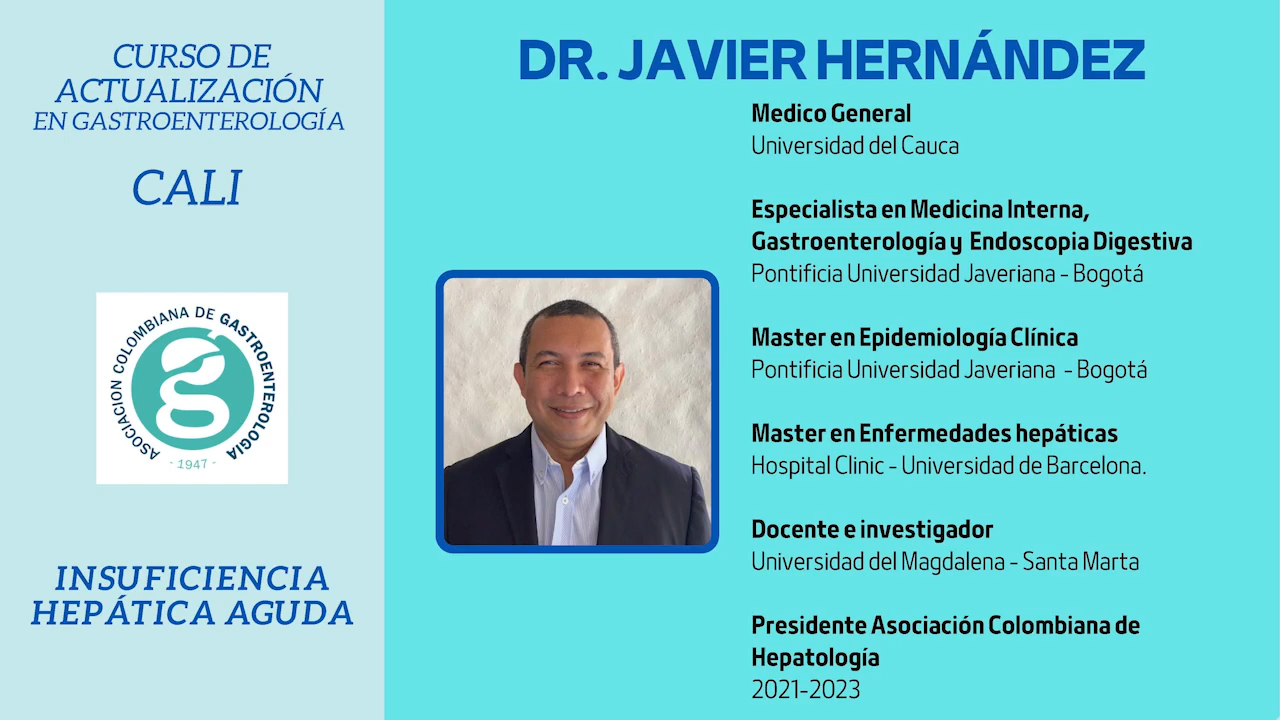 CURSO DE
ACTUALIZACIÓN
EN GASTROENTEROLOGÍA
CALI
ASOCIACION COLOMBIANA DE GASTROENTEROLOGIA
- 1947 -
INSUFICIENCIA
HEPÁTICA AGUDA
DR. JAVIER HERNÁNDEZ
Medico General
Universidad del Cauca
Especialista en Medicina Interna,
Gastroenterología y Endoscopia Digestiva
Pontificia Universidad Javeriana - Bogotá
Master en Epidemiología Clínica
Pontificia Universidad Javeriana - Bogotá
Master en Enfermedades hepáticas
Hospital Clinic - Universidad de Barcelona.
Docente e investigador
Universidad del Magdalena - Santa Marta
Presidente Asociación Colombiana de
Hepatología
2021-2023